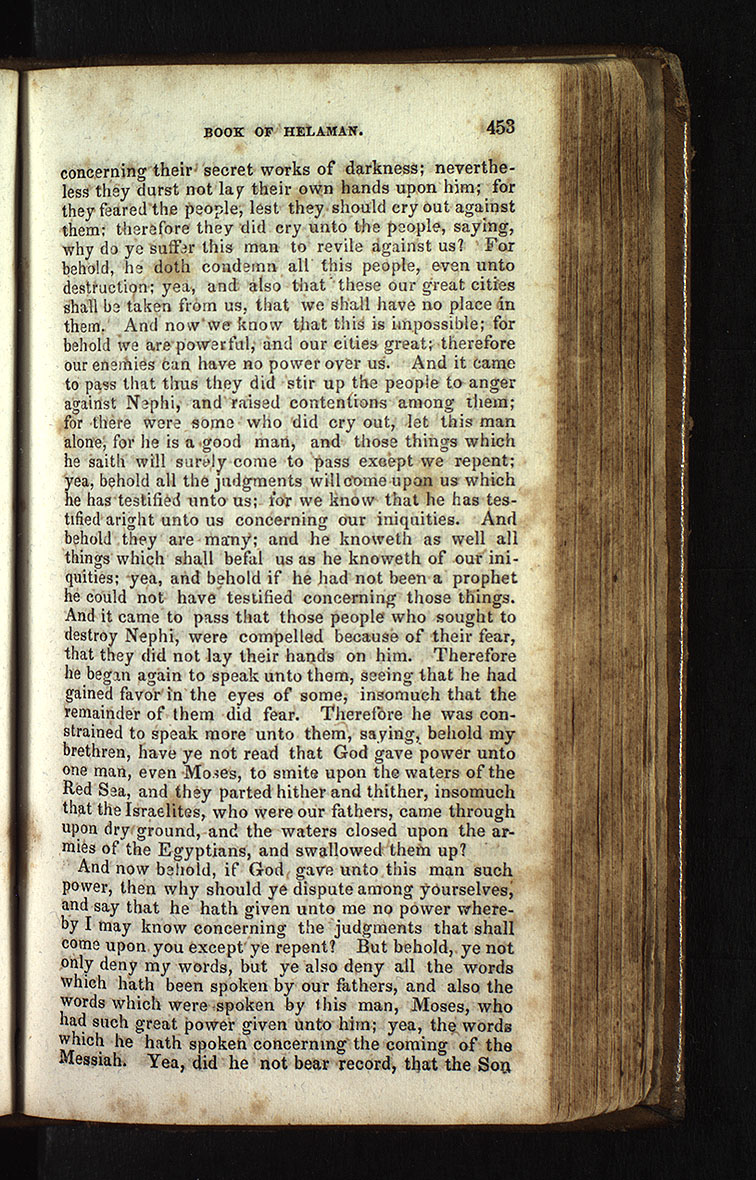 BOOK OF HELAMAN. 453
concerning their secret works of darkness; neverthe-
less they durst not lay their own hands upon him; for
they feared the people, lest they should cry out against
them: therefore they did cry unto the people, saying,
why do ye suffer this man to revile against us? For
behold, he doth condemn all this people, even unto
destruction; yea, and also that these our great cities
shall be taken from us, that we shall have no place in
them. And now we know that this is impossible; for
behold we are powerful, and our cities great; therefore
our enemies can have no power over us. And it came
to pass that thus they did stir up the people to anger
against Nephi, and raised contentions among them;
for there were some who did cry out, let this man
alone, for he is a good man, and those things which
he saith will surely come to pass except we repent;
yea, behold all the judgments will come upon us which
he has testified unto us; for we know that he has tes-
tified aright unto us concerning our iniquities. And
behold they are many; and he knoweth as well all
things which shall befal us as he knoweth of our ini-
quities; yea, and behold if he had not been a prophet
he could not have testified concerning those things.
And it came to pass that those people who sought to
destroy Nephi, were compelled because of their fear,
that they did not lay their hands on him. Therefore
he began again to speak unto them, seeing that he had
gained favor in the eyes of some, insomuch that the
remainder of them did fear. Therefore he was con-
strained to speak more unto them, saying, behold my
brethren, have ye not read that God gave power unto
one man, even Moses, to smite upon the waters of the
Red Sea, and they parted hither and thither, insomuch
that the Israelites, who were our fathers, came through
upon dry ground, and the waters closed upon the ar-
mies of the Egyptians, and swallowed them up?
And now behold, if God gave unto this man such
power, then why should ye dispute among yourselves,
and say that he hath given unto me no power where-
by I may know concerning the judgments that shall
come upon you except ye repent? But behold, ye not
only deny my words, but ye also deny all the words
which hath been spoken by our fathers, and also the
words which were spoken by this man, Moses, who
had such great power given unto him; yea, the words
which he hath spoken concerning the coming of the
Messiah. Yea, did he not bear record, that the Son